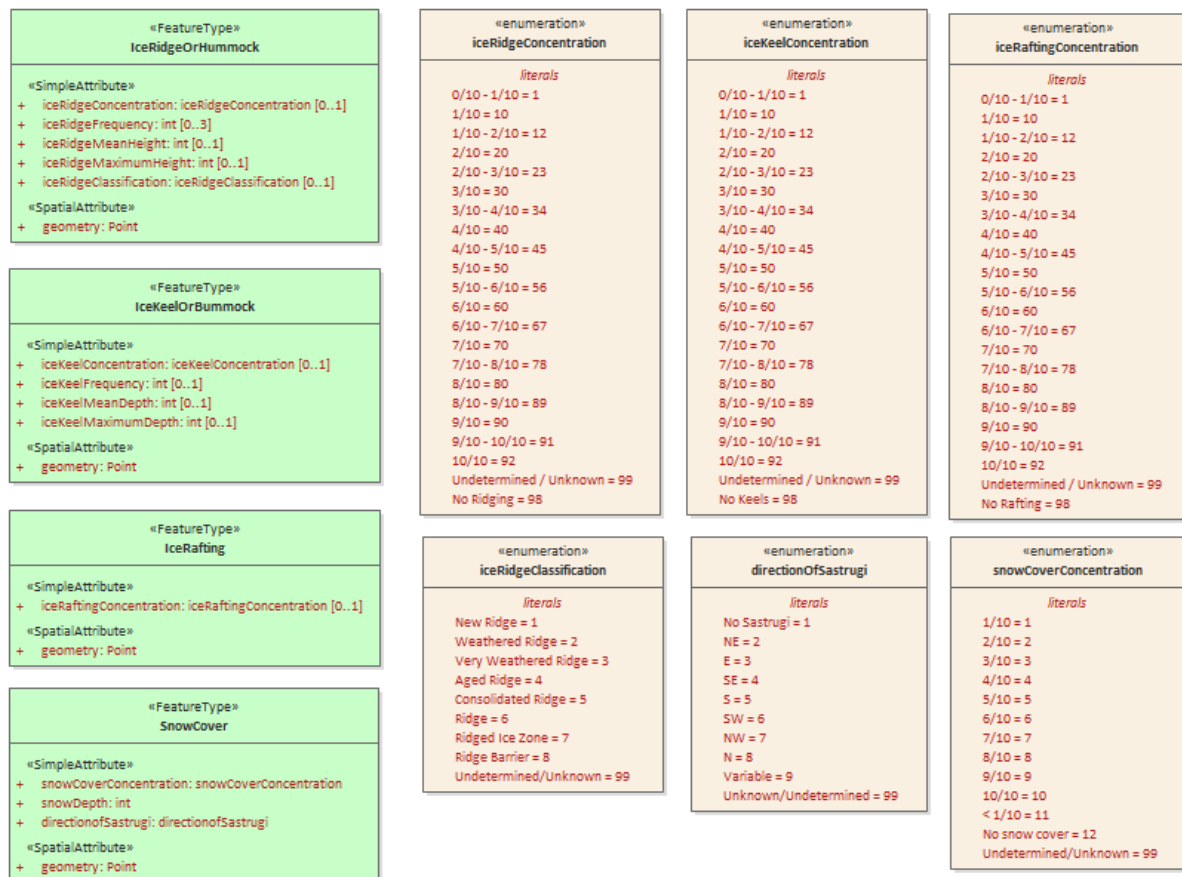 «FeatureType»
IceRidgeOrHummock
«SimpleAttribute»
+ iceRidgeConcentration: iceRidgeConcentration [0..1]
+ iceRidgeFrequency: int [0..3]
+ iceRidgeMeanHeight: int [0..1]
+ iceRidgeMaximumHeight: int [0..1]
+ iceRidgeClassification: iceRidgeClassification [0..1]
«SpatialAttribute»
+ geometry: Point
«FeatureType»
IceKeelOrBummock
«SimpleAttribute»
+ iceKeelConcentration: iceKeelConcentration [0..1]
+ iceKeelFrequency: int [0..1]
+ iceKeelMeanDepth: int [0..1]
+ iceKeelMaximumDepth: int [0..1]
«SpatialAttribute»
+ geometry: Point
«FeatureType»
IceRafting
«SimpleAttribute»
+ iceRaftingConcentration: iceRaftingConcentration [0..1]
«SpatialAttribute»
+ geometry: Point
«FeatureType»
SnowCover
«SimpleAttribute»
+ snowCoverConcentration: snowCoverConcentration
+ snowDepth: int
+ directionofSastrugi: directionofSastrugi
«SpatialAttribute»
+ geometry: Point
«enumeration»
iceRidgeConcentration
literals
0/10 - 1/10 = 1
1/10 = 10
1/10 - 2/10 = 12
2/10 = 20
2/10 - 3/10 = 23
3/10 = 30
3/10 - 4/10 = 34
4/10 = 40
4/10 - 5/10 = 45
5/10 = 50
5/10 - 6/10 = 56
6/10 = 60
6/10 - 7/10 = 67
7/10 = 70
7/10 - 8/10 = 78
8/10 = 80
8/10 - 9/10 = 89
9/10 = 90
9/10 - 10/10 = 91
10/10 = 92
Undetermined / Unknown = 99
No Ridging = 98
«enumeration»
iceKeelConcentration
literals
0/10 - 1/10 = 1
1/10 = 10
1/10 - 2/10 = 12
2/10 = 20
2/10 - 3/10 = 23
3/10 = 30
3/10 - 4/10 = 34
4/10 = 40
4/10 - 5/10 = 45
5/10 = 50
5/10 - 6/10 = 56
6/10 = 60
6/10 - 7/10 = 67
7/10 = 70
7/10 - 8/10 = 78
8/10 = 80
8/10 - 9/10 = 89
9/10 = 90
9/10 - 10/10 = 91
10/10 = 92
Undetermined / Unknown = 99
No Keels = 98
«enumeration»
iceRaftingConcentration
literals
0/10 - 1/10 = 1
1/10 = 10
1/10 - 2/10 = 12
2/10 = 20
2/10 - 3/10 = 23
3/10 = 30
3/10 - 4/10 = 34
4/10 = 40
4/10 - 5/10 = 45
5/10 = 50
5/10 - 6/10 = 56
6/10 = 60
6/10 - 7/10 = 67
7/10 = 70
7/10 - 8/10 = 78
8/10 = 80
8/10 - 9/10 = 89
9/10 = 90
9/10 - 10/10 = 91
10/10 = 92
Undetermined / Unknown = 99
No Rafting = 98
«enumeration»
iceRidgeClassification
literals
New Ridge = 1
Weathered Ridge = 2
Very Weathered Ridge = 3
Aged Ridge = 4
Consolidated Ridge = 5
Ridge = 6
Ridged Ice Zone = 7
Ridge Barrier = 8
Undetermined/Unknown = 99
«enumeration»
directionOfSastrugi
literals
No Sastrugi = 1
NE = 2
E = 3
SE = 4
S = 5
SW = 6
NW = 7
N = 8
Variable = 9
Unknown/Undetermined = 99
«enumeration»
snowCoverConcentration
literals
1/10 = 1
2/10 = 2
3/10 = 3
4/10 = 4
5/10 = 5
6/10 = 6
7/10 = 7
8/10 = 8
9/10 = 9
10/10 = 10
< 1/10 = 11
No snow cover = 12
Undetermined/Unknown = 99